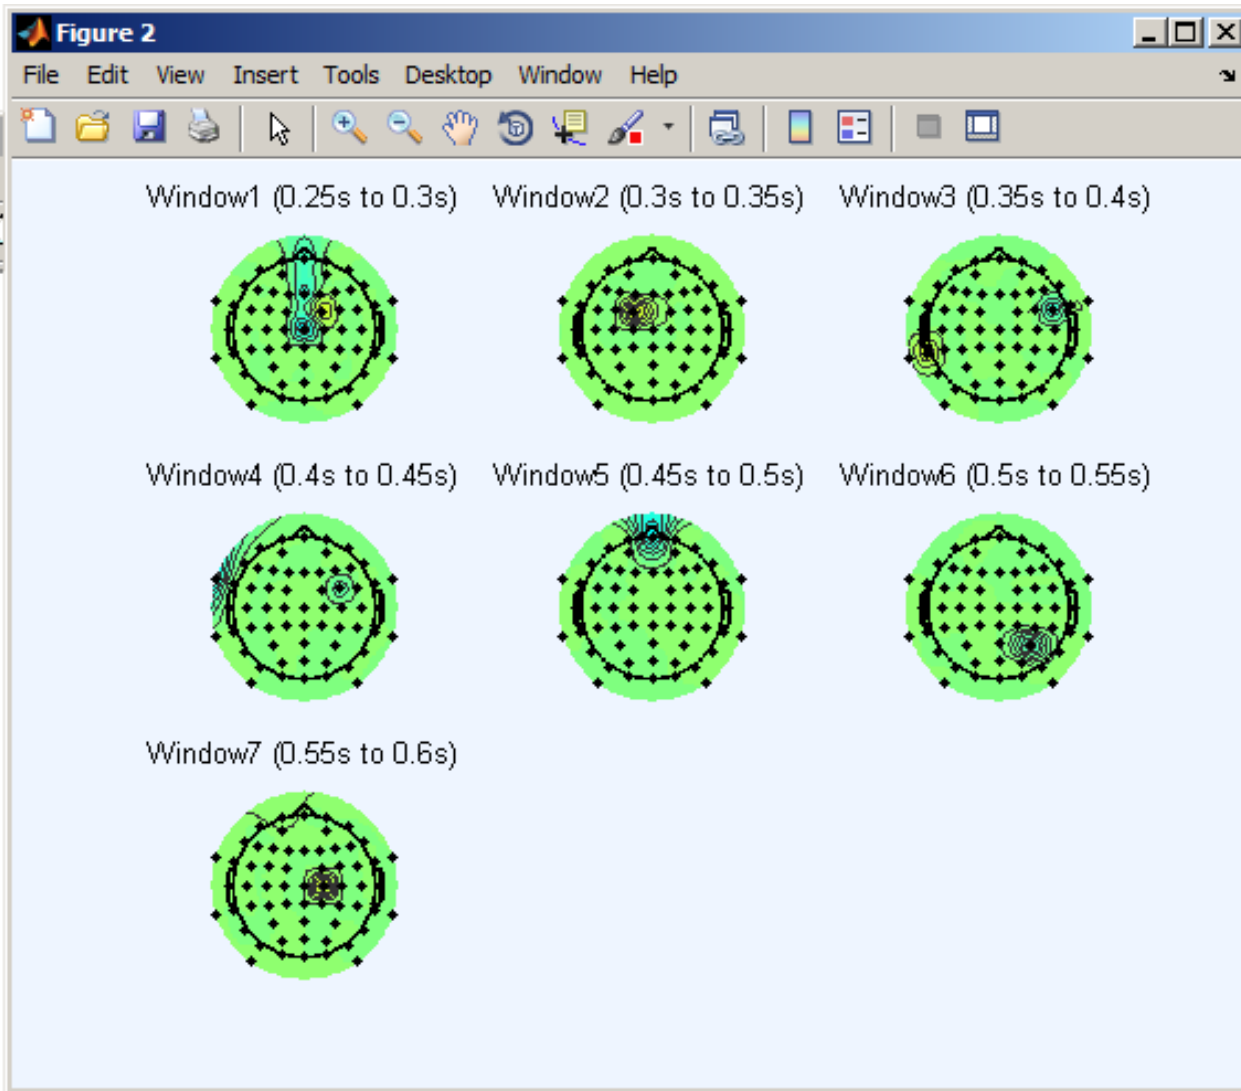 Figure 2
File Edit View Insert Tools Desktop Window Help
Window1 (0.25s to 0.3s) Window2 (0.3s to 0.35s) Window3 (0.35s to 0.4s)
Window4 (0.4s to 0.45s) Window5 (0.45s to 0.5s) Window6 (0.5s to 0.55s)
Window7 (0.55s to 0.6s)